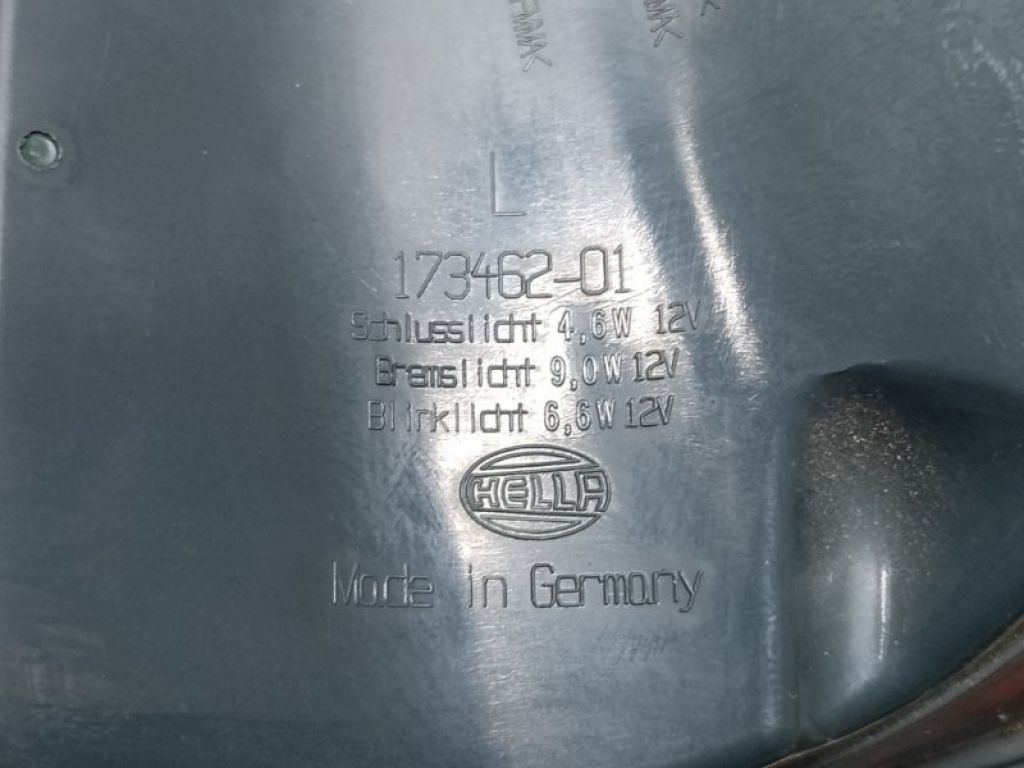 L
173462-01
Schlusslicht 4,6W 12V
Bremslicht 9,0W 12V
Blinklicht 6,6W 12V
HELLA
Made in Germany